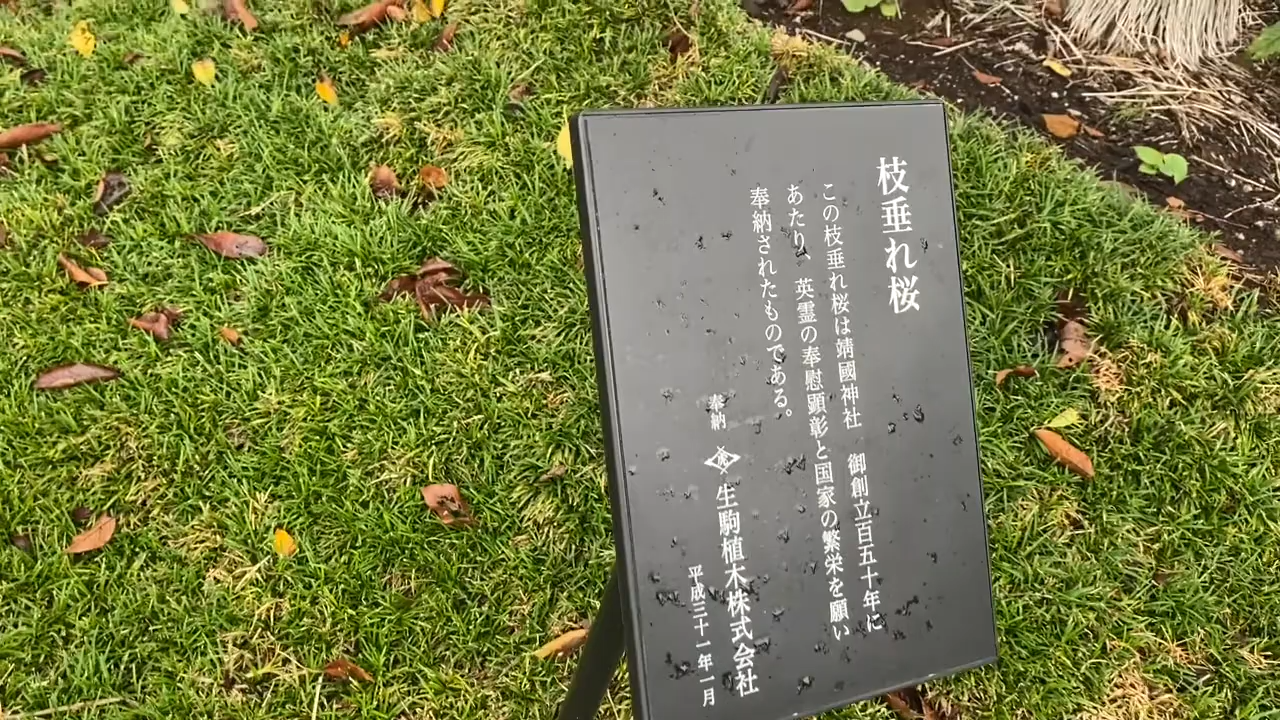 枝垂れ桜
この枝垂れ桜は靖國神社　御創立百五十年に
あたり、英霊の奉慰顕彰と国家の繁栄を願い
奉納されたものである。
奉納　生駒植木株式会社
平成三十一年一月